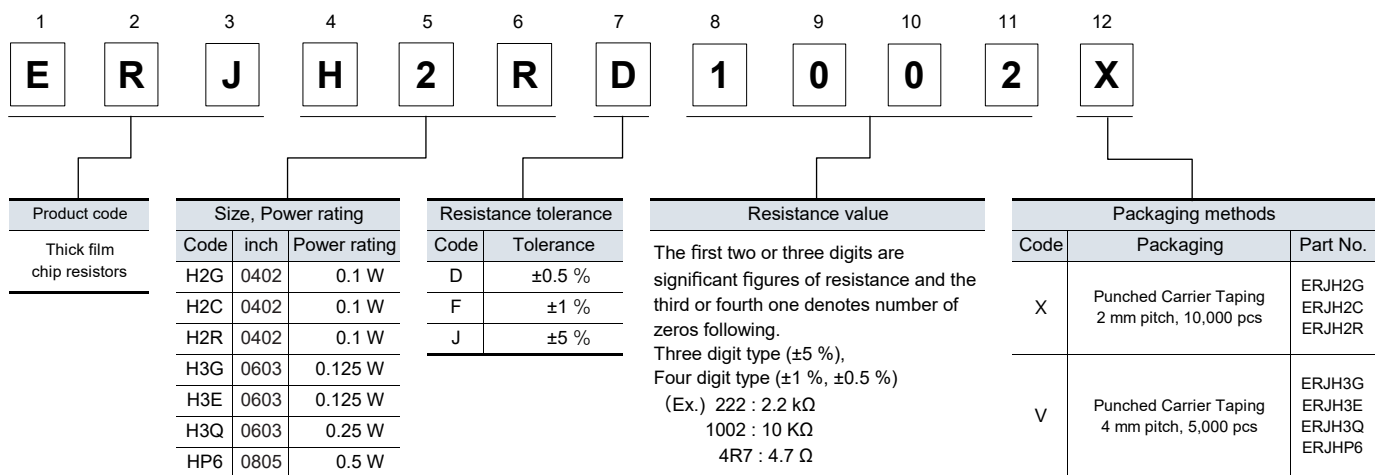 1 2 3 4 5 6 7 8 9 10 11 12
E R J H 2 R D 1 0 0 2 X
Product code
Thick film
chip resistors
Size, Power rating
Code inch Power rating
H2G 0402 0.1 W
H2C 0402 0.1 W
H2R 0402 0.1 W
H3G 0603 0.125 W
H3E 0603 0.125 W
H3Q 0603 0.25 W
HP6 0805 0.5 W
Resistance tolerance
Code Tolerance
D ±0.5 %
F ±1 %
J ±5 %
Resistance value
The first two or three digits are
significant figures of resistance and the
third or fourth one denotes number of
zeros following.
Three digit type (±5 %),
Four digit type (±1 %, ±0.5 %)
（Ex.) 222 : 2.2 kΩ
1002 : 10 KΩ
4R7 : 4.7 Ω
Packaging methods
Code Packaging Part No.
X
Punched Carrier Taping
2 mm pitch, 10,000 pcs
ERJH2G
ERJH2C
ERJH2R
V
Punched Carrier Taping
4 mm pitch, 5,000 pcs
ERJH3G
ERJH3E
ERJH3Q
ERJHP6